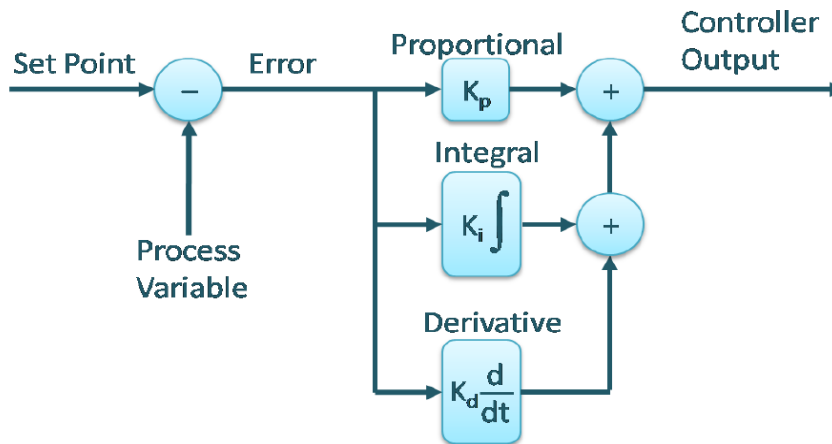 Set Point
−
Error
Process
Variable
Proportional
Kp
+
Controller
Output
Integral
Ki ∫
+
Derivative
Kd d/dt